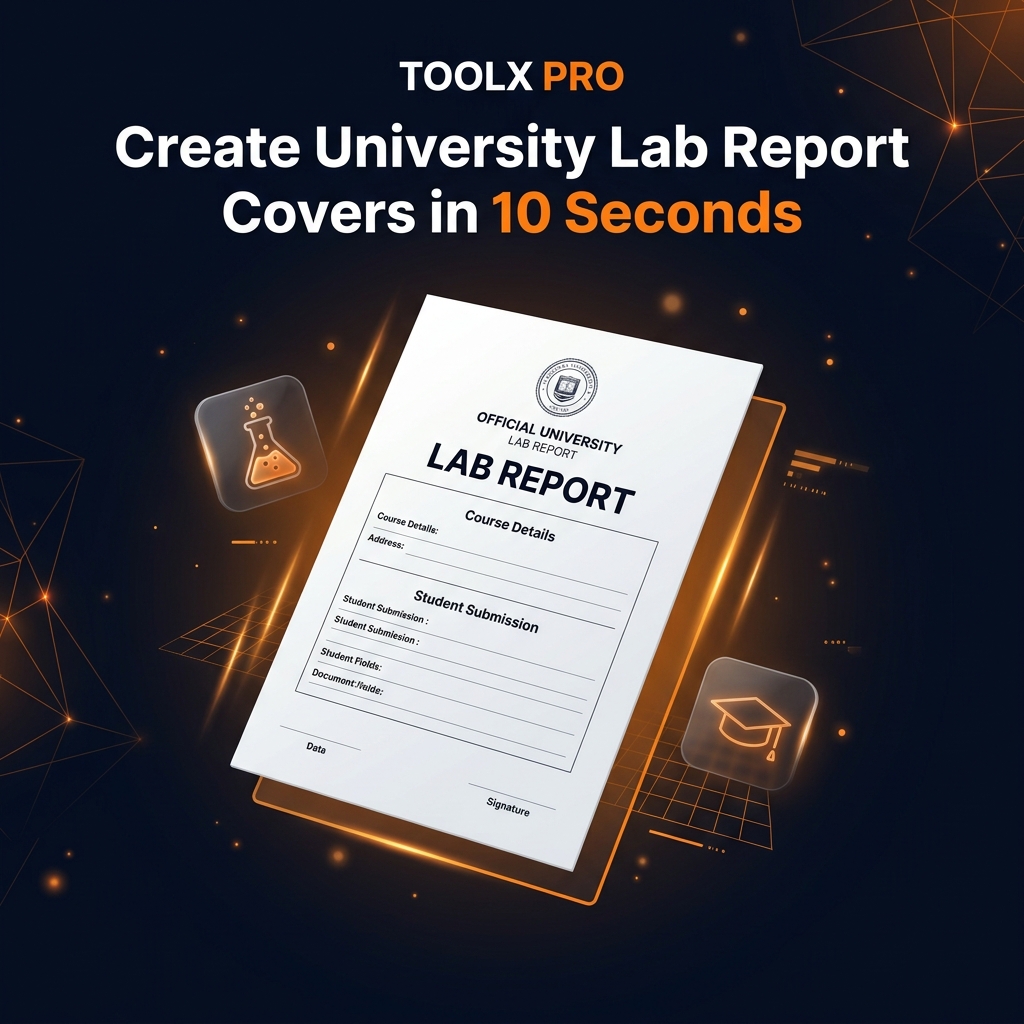 TOOLX PRO
Create University Lab Report
Covers in 10 Seconds
OFFICIAL UNIVERSITY
LAB REPORT
LAB REPORT
Course Details
Course Details:
Address:
Student Submission
Student Submission :
Student Submission :
Student
Data
Signature